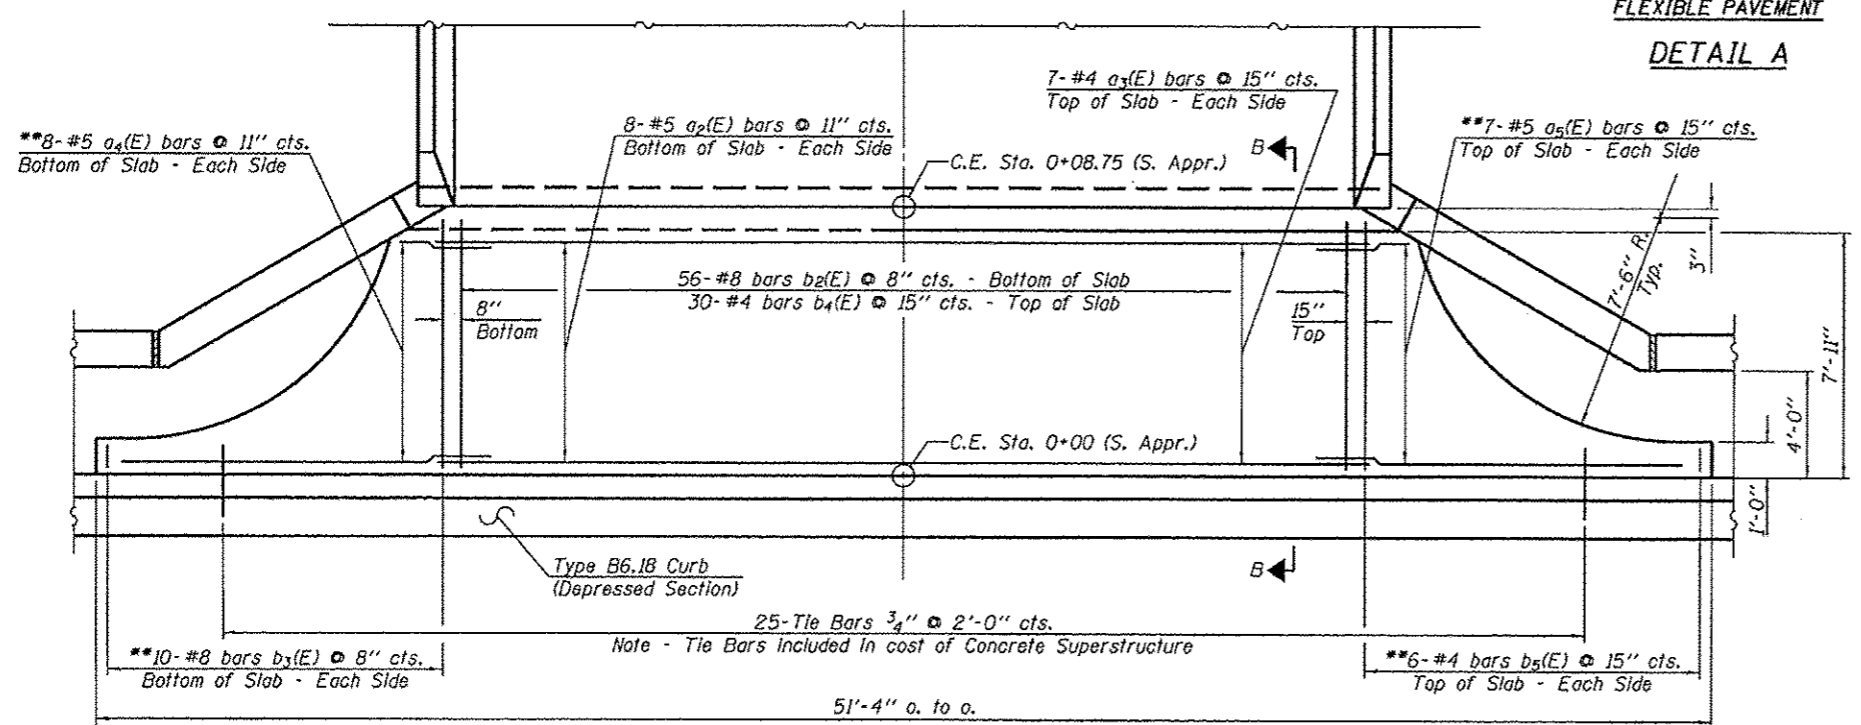 FLEXIBLE PAVEMENT
DETAIL A
7-#4 a3(E) bars @ 15" cts.
Top of Slab - Each Side
**8-#5 a4(E) bars @ 11" cts.
Bottom of Slab - Each Side
8-#5 a2(E) bars @ 11" cts.
Bottom of Slab - Each Side
**7-#5 a5(E) bars @ 15" cts.
Top of Slab - Each Side
B
C.E. Sta. 0+08.75 (S. Appr.)
7'-6" R.
Typ.
3"
56-#8 bars b2(E) @ 8" cts. - Bottom of Slab
30-#4 bars b4(E) @ 15" cts. - Top of Slab
8"
Bottom
15"
Top
7'-11"
4'-0"
C.E. Sta. 0+00 (S. Appr.)
1'-0"
Type B6.18 Curb
(Depressed Section)
B
25-Tie Bars 3/4" @ 2'-0" cts.
Note - Tie Bars included in cost of Concrete Superstructure
**10-#8 bars b3(E) @ 8" cts.
Bottom of Slab - Each Side
**6-#4 bars b5(E) @ 15" cts.
Top of Slab - Each Side
51'-4" o. to o.